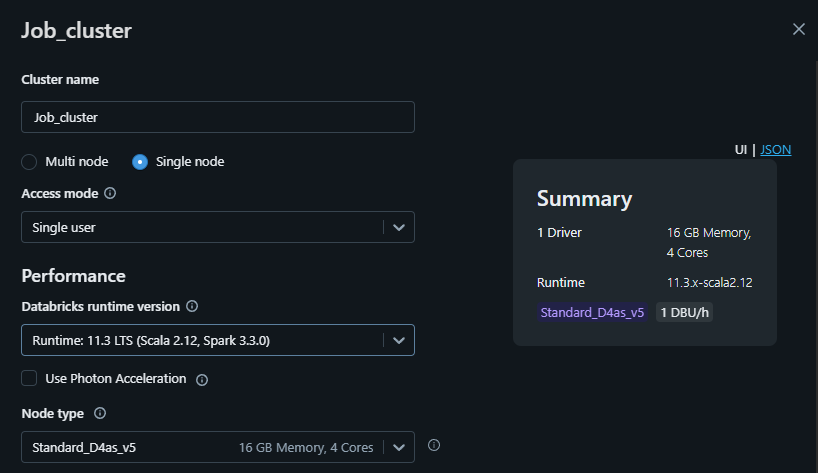 Job_cluster
Cluster name
Job_cluster
Multi node Single node
UI | JSON
Access mode
Single user
Summary
1 Driver 16 GB Memory,
4 Cores
Performance
Runtime 11.3.x-scala2.12
Databricks runtime version
Standard_D4as_v5 1 DBU/h
Runtime: 11.3 LTS (Scala 2.12, Spark 3.3.0)
Use Photon Acceleration
Node type
Standard_D4as_v5 16 GB Memory, 4 Cores